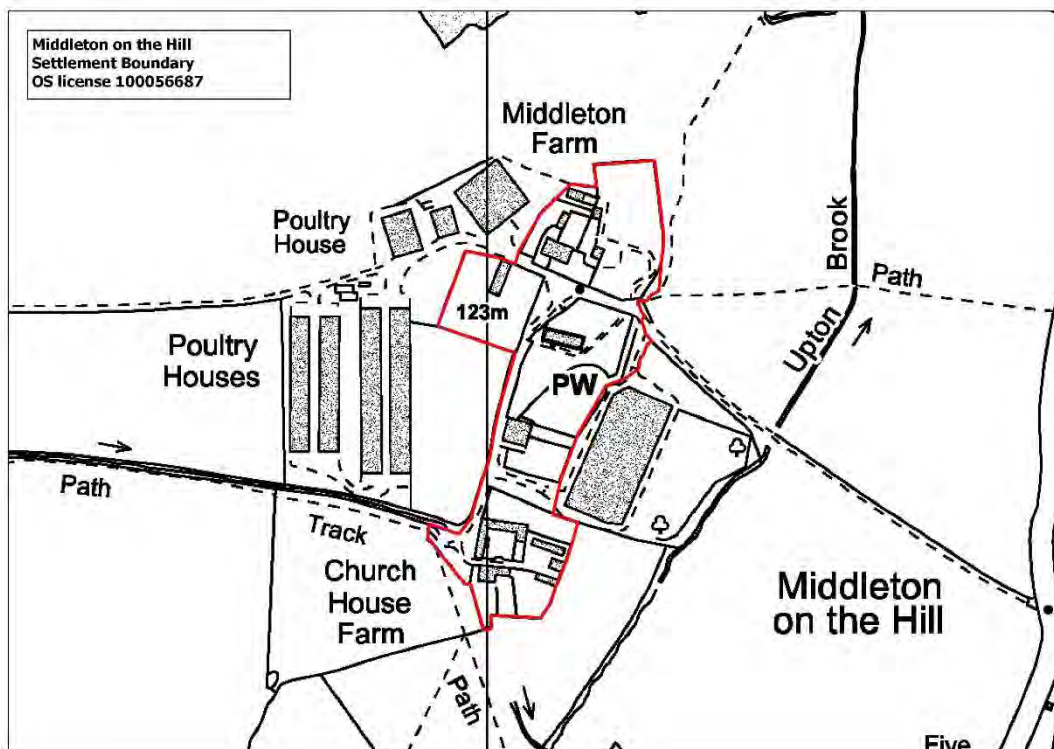 Middleton on the Hill
Settlement Boundary
OS license 100056687
Middleton
Farm
Poultry
House
Brook
Path
123m
Upton
Poultry
Houses
PW
Path
Track
Church
House
Farm
Middleton
on the Hill
Path
Five